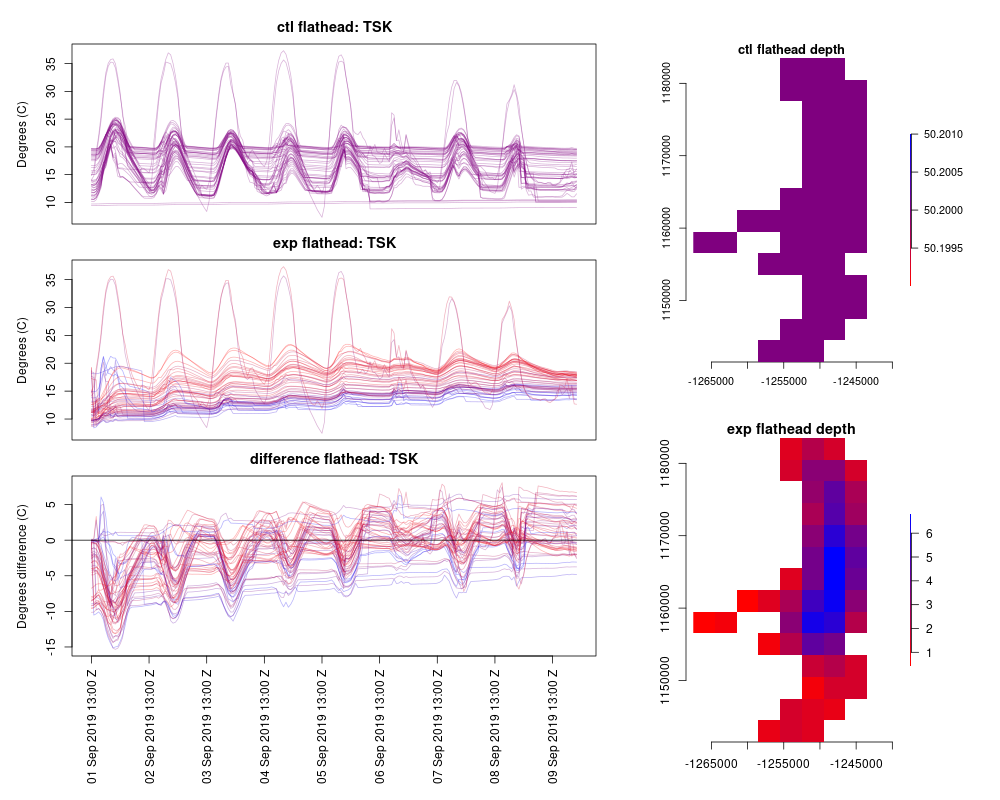 ctl flathead: TSK
Degrees (C)
35
30
25
20
15
10
exp flathead: TSK
Degrees (C)
35
30
25
20
15
10
difference flathead: TSK
Degrees difference (C)
5
0
-5
-10
-15
01 Sep 2019 13:00 Z
02 Sep 2019 13:00 Z
03 Sep 2019 13:00 Z
04 Sep 2019 13:00 Z
05 Sep 2019 13:00 Z
06 Sep 2019 13:00 Z
07 Sep 2019 13:00 Z
08 Sep 2019 13:00 Z
09 Sep 2019 13:00 Z
ctl flathead depth
1180000
1170000
1160000
1150000
-1265000
-1255000
-1245000
50.2010
50.2005
50.2000
50.1995
exp flathead depth
1180000
1170000
1160000
1150000
-1265000
-1255000
-1245000
6
5
4
3
2
1